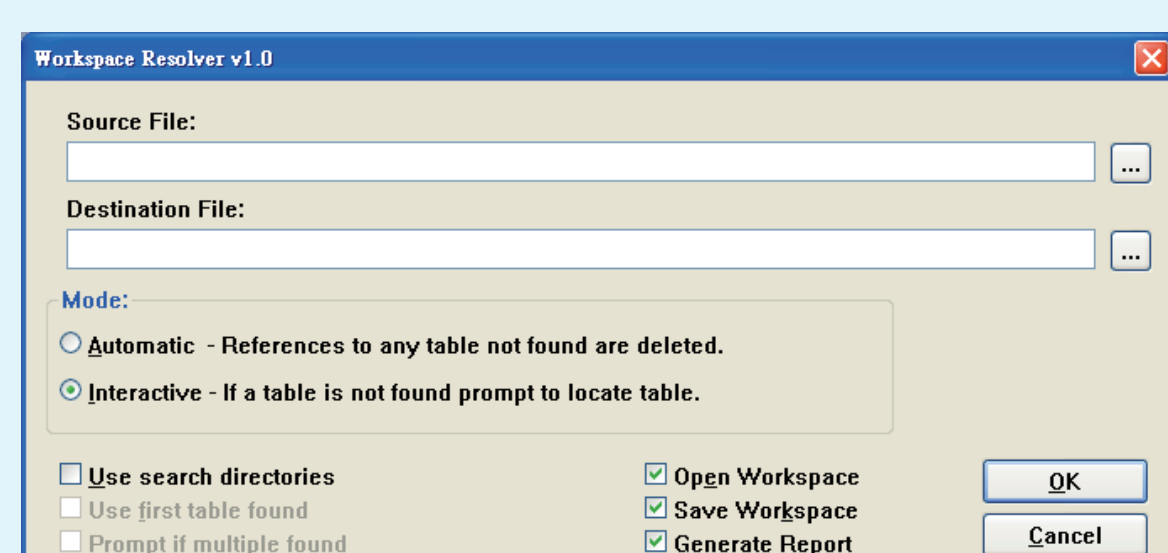 Workspace Resolver v1.0
Source File:
...
Destination File:
...
Mode:
Automatic - References to any table not found are deleted.
Interactive - If a table is not found prompt to locate table.
Use search directories
Use first table found
Prompt if multiple found
Open Workspace
Save Workspace
Generate Report
OK
Cancel